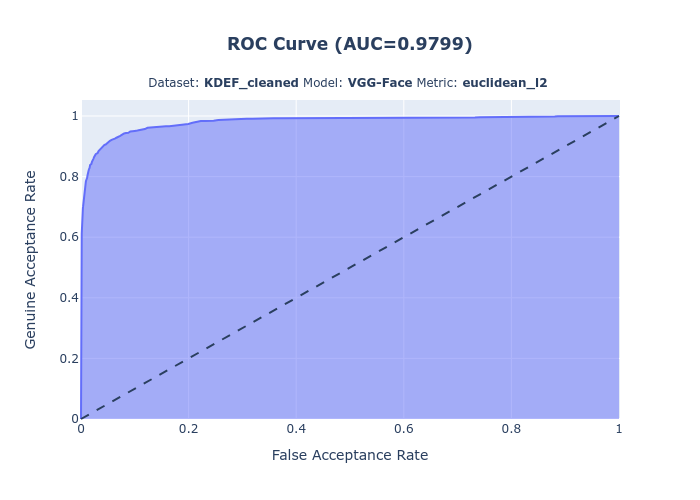 ROC Curve (AUC=0.9799)
Dataset: KDEF_cleaned Model: VGG-Face Metric: euclidean_l2
Genuine Acceptance Rate
1
0.8
0.6
0.4
0.2
0
0 0.2 0.4 0.6 0.8 1
False Acceptance Rate